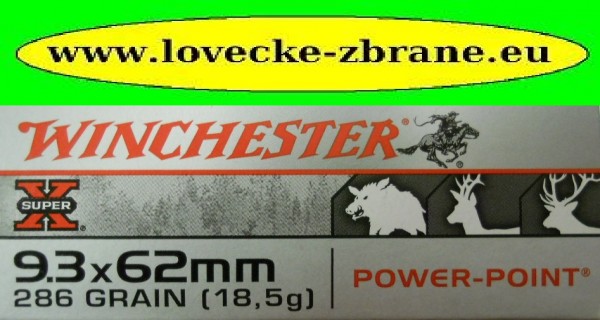 www.lovecke-zbrane.eu
WINCHESTER
SUPER X
9.3x62mm
286 GRAIN (18,5g)
POWER-POINT®